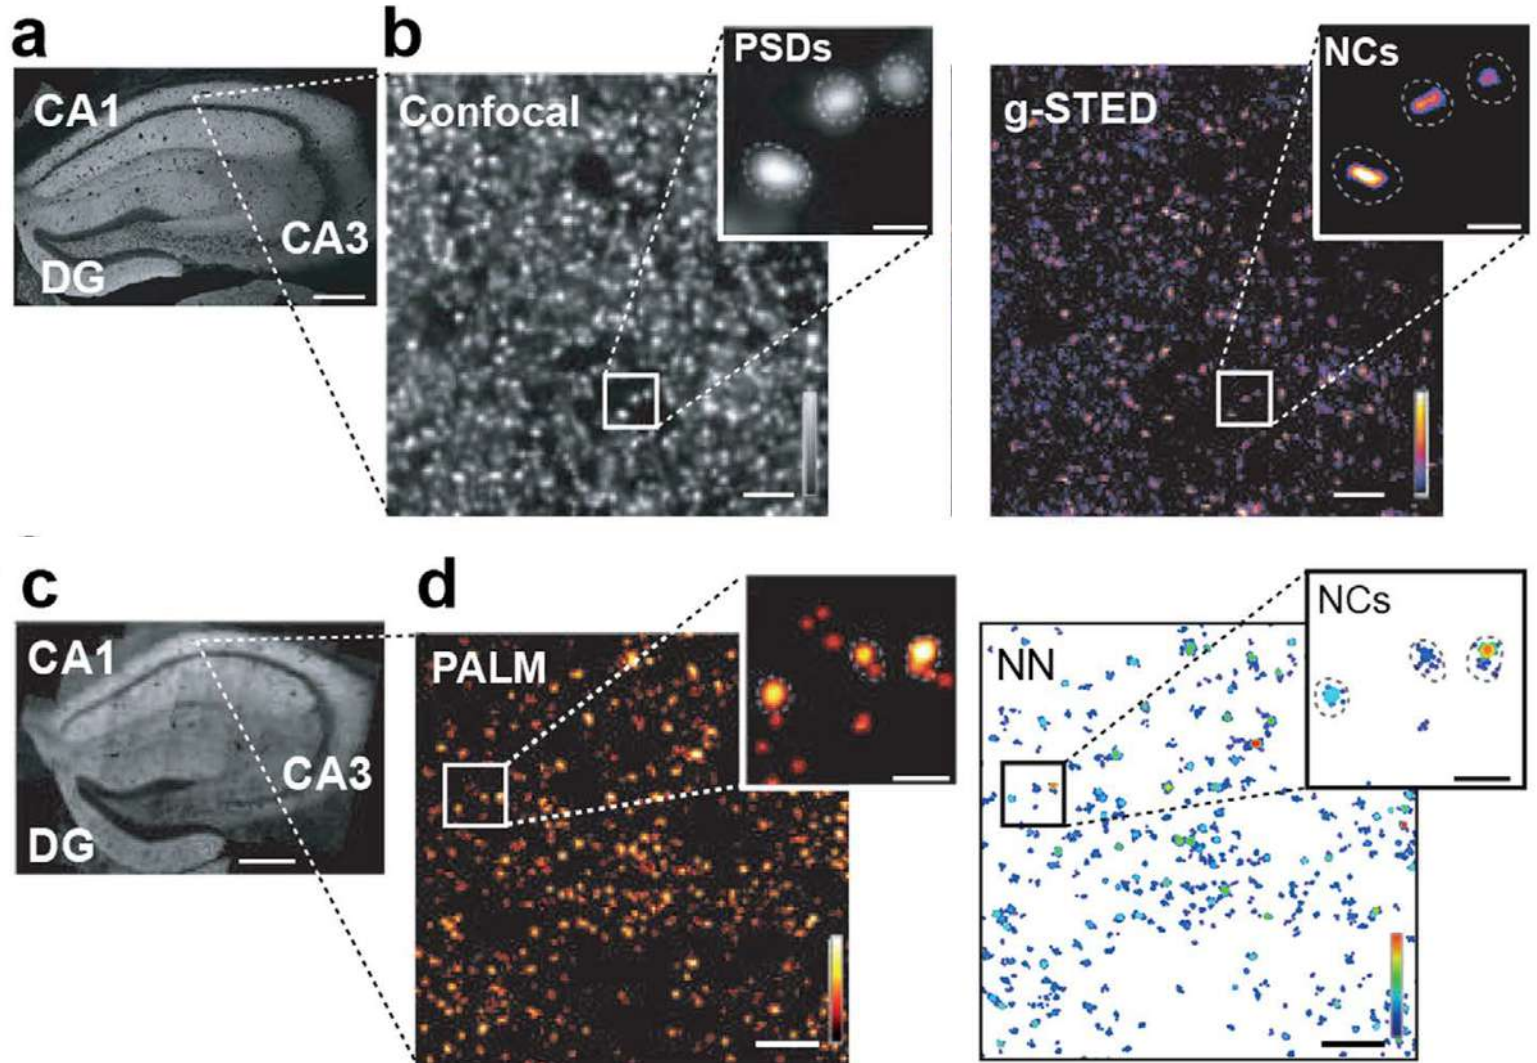 a
CA1
CA3
DG
b
Confocal
PSDs
g-STED
NCs
c
CA1
CA3
DG
d
PALM
NN
NCs